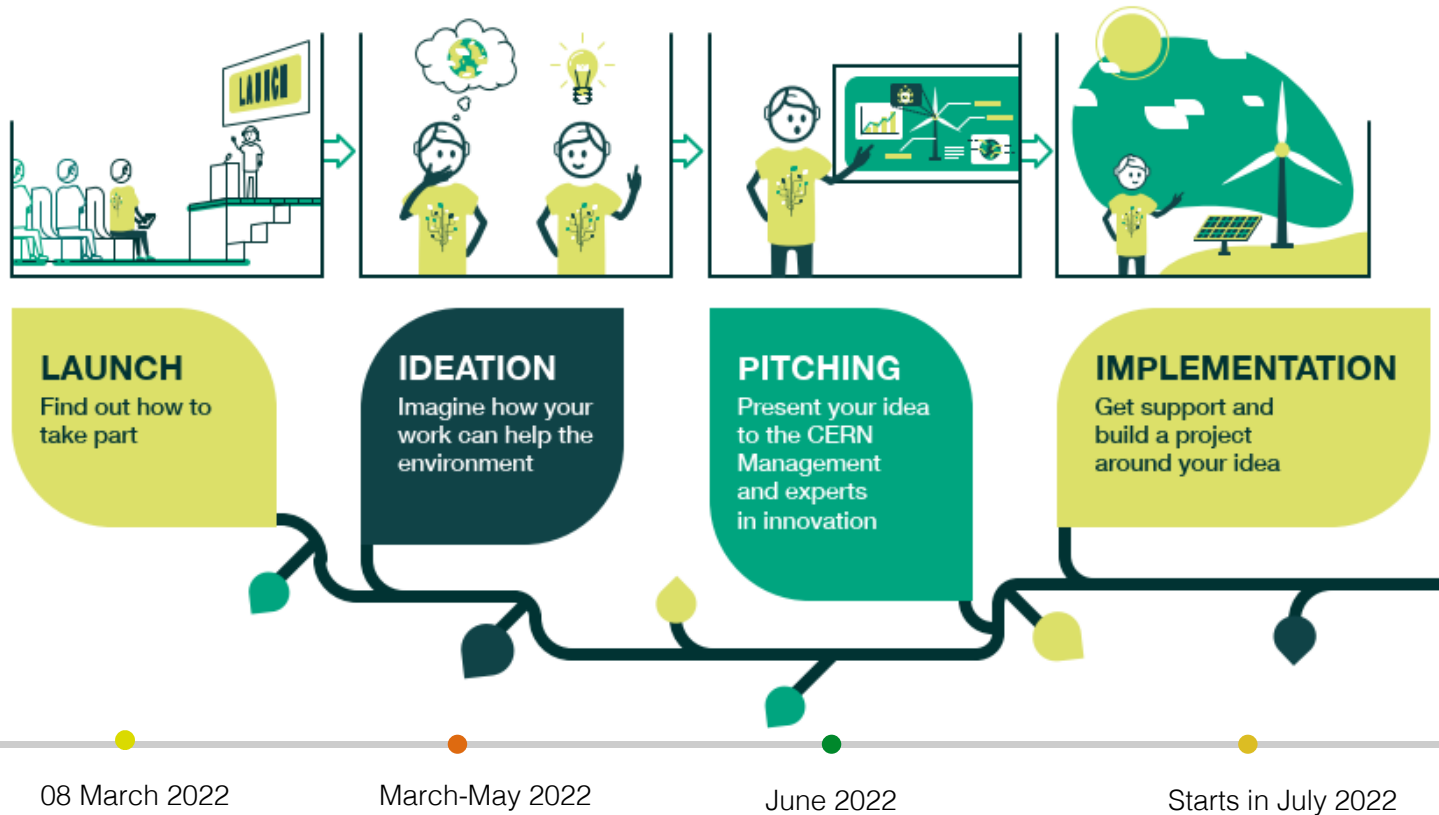 LAUNCH
LAUNCH
Find out how to
take part
IDEATION
Imagine how your
work can help the
environment
PITCHING
Present your idea
to the CERN
Management
and experts
in innovation
IMPLEMENTATION
Get support and
build a project
around your idea
08 March 2022
March-May 2022
June 2022
Starts in July 2022